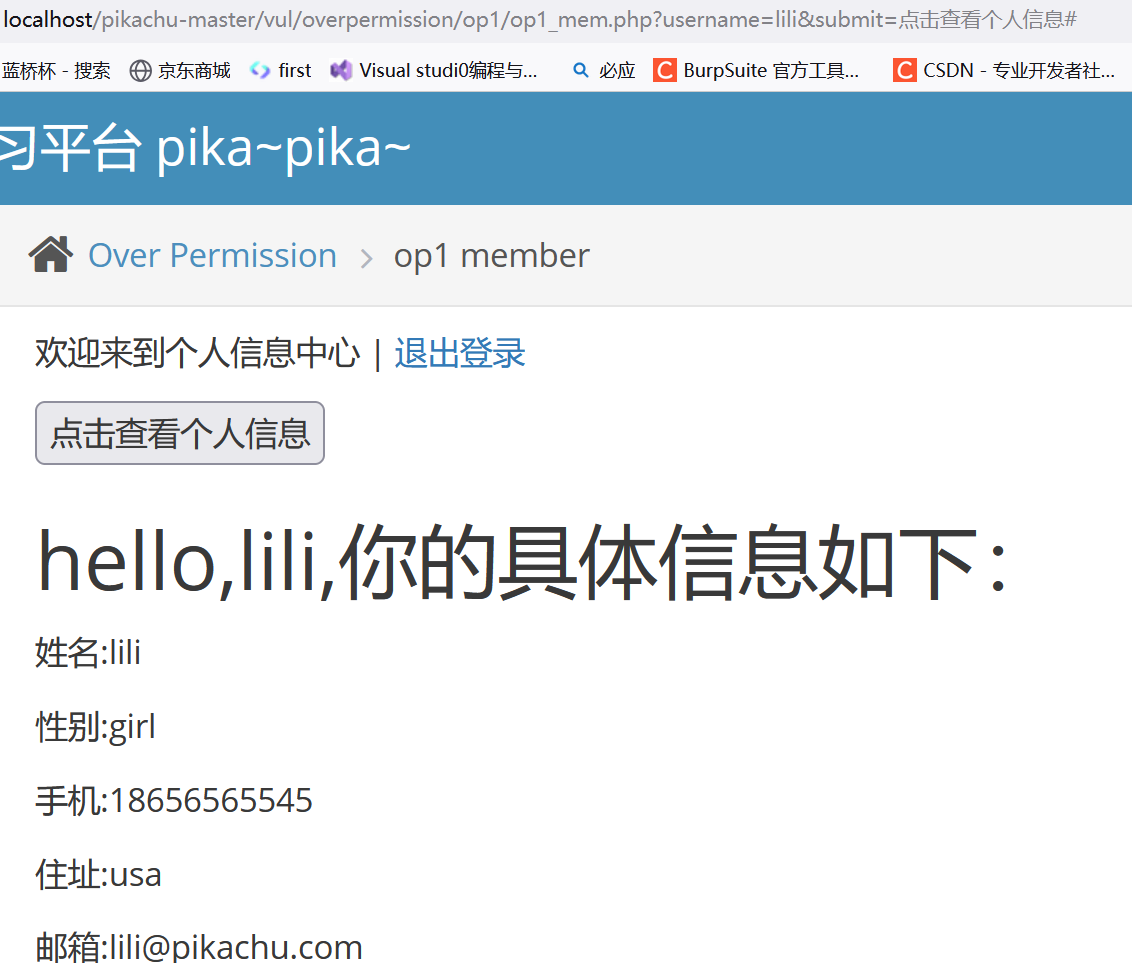 localhost/pikachu-master/vul/overpermission/op1/op1_mem.php?username=lili&submit=点击查看个人信息#
蓝桥杯 - 搜索 京东商城 first Visual studi0编程与... 必应 BurpSuite 官方工具... CSDN - 专业开发者社...
习平台 pika~pika~
Over Permission > op1 member
欢迎来到个人信息中心 | 退出登录
点击查看个人信息
hello,lili,你的具体信息如下：
姓名:lili
性别:girl
手机:18656565545
住址:usa
邮箱:lili@pikachu.com